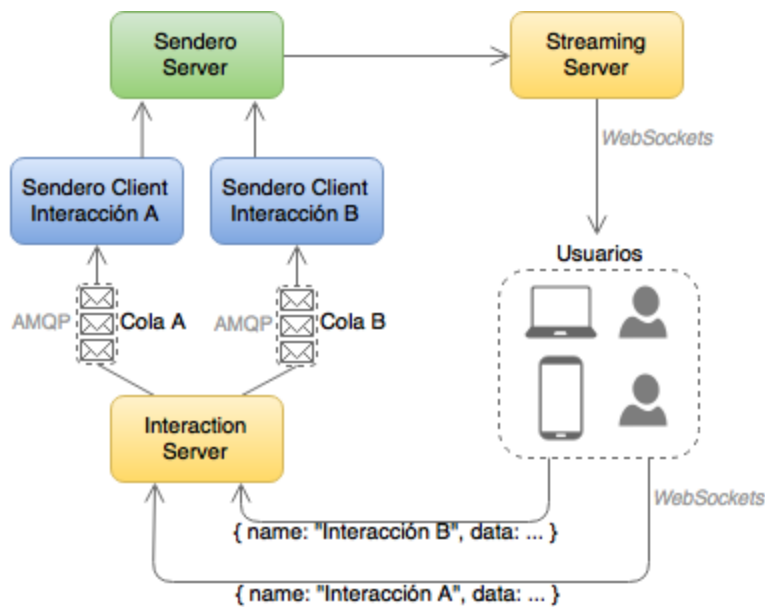 Sendero
Server
Streaming
Server
WebSockets
Sendero Client
Interacción A
Sendero Client
Interacción B
Usuarios
AMQP
Cola A
AMQP
Cola B
Interaction
Server
WebSockets
{ name: "Interacción B", data: ... }
{ name: "Interacción A", data: ... }